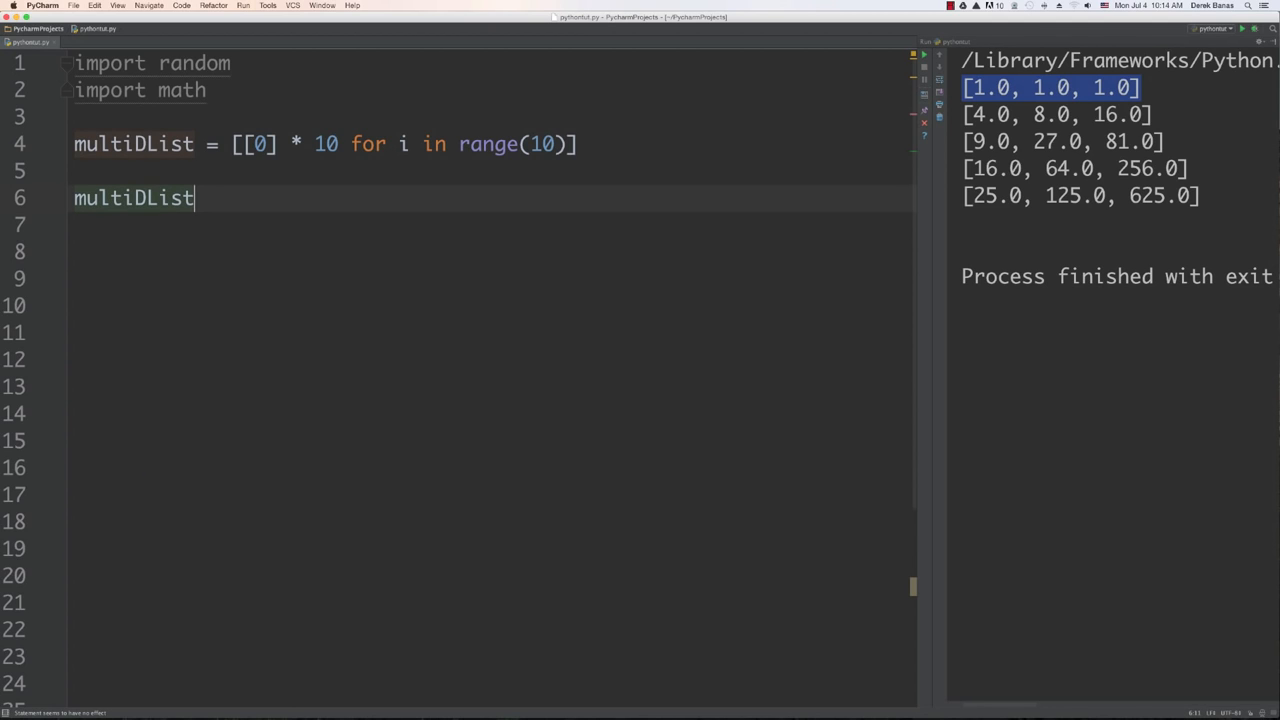 PyCharm File Edit View Navigate Code Refactor Run Tools VCS Window Help
10 Mon Jul 4 10:14 AM Derek Banas
pythontut.py - PycharmProjects - [~/PycharmProjects]
PycharmProjects pythontut.py pythontut
pythontut.py
Run pythontut
1 import random
2 import math
3
4 multiDList = [[0] * 10 for i in range(10)]
5
6 multiDList
7
8
9
10
11
12
13
14
15
16
17
18
19
20
21
22
23
24
/Library/Frameworks/Python.
[1.0, 1.0, 1.0]
[4.0, 8.0, 16.0]
[9.0, 27.0, 81.0]
[16.0, 64.0, 256.0]
[25.0, 125.0, 625.0]
Process finished with exit
Statement seems to have no effect
6:11 LF‡ UTF-8‡